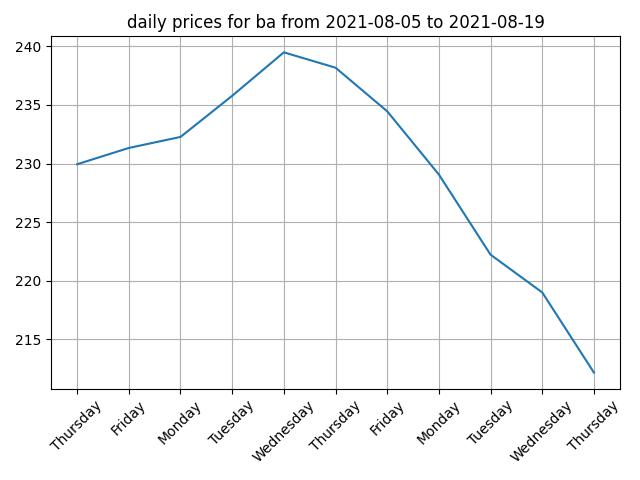 daily prices for ba from 2021-08-05 to 2021-08-19
240
235
230
225
220
215
Thursday
Friday
Monday
Tuesday
Wednesday
Thursday
Friday
Monday
Tuesday
Wednesday
Thursday